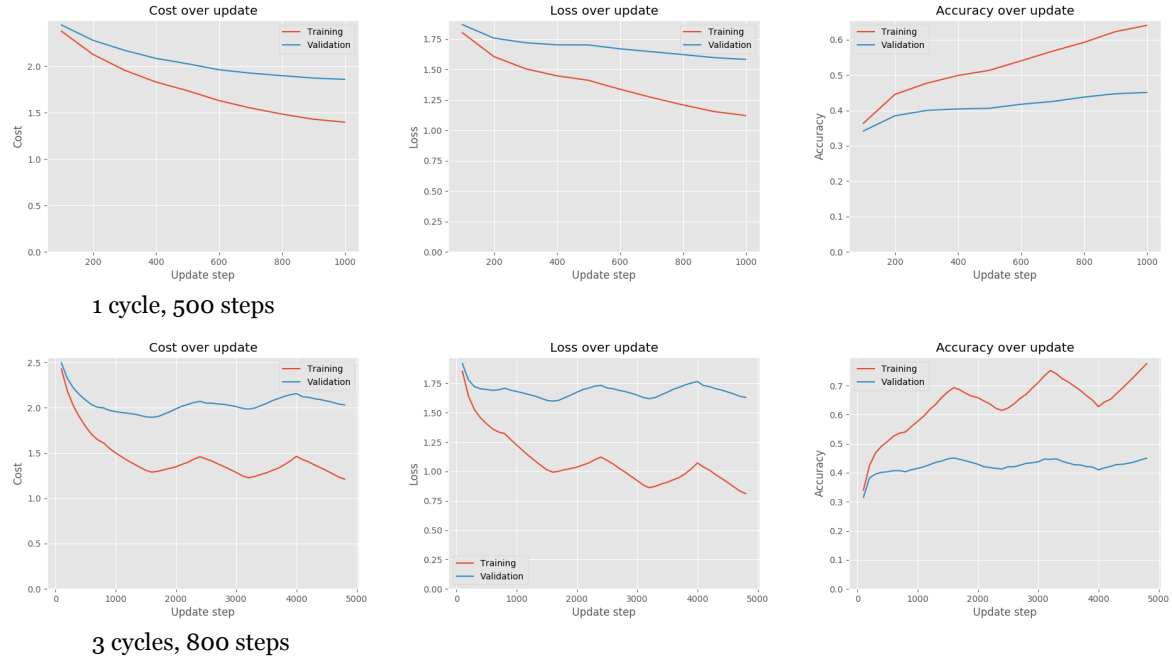 Cost over update
Training
Validation
2.0
1.5
1.0
0.5
0.0
Cost
200
400
600
800
1000
Update step
Loss over update
Training
Validation
1.75
1.50
1.25
1.00
0.75
0.50
0.25
0.00
Loss
200
400
600
800
1000
Update step
Accuracy over update
Training
Validation
0.6
0.5
0.4
0.3
0.2
0.1
0.0
Accuracy
200
400
600
800
1000
Update step
1 cycle, 500 steps
Cost over update
Training
Validation
2.5
2.0
1.5
1.0
0.5
0.0
Cost
0
1000
2000
3000
4000
5000
Update step
Loss over update
1.75
1.50
1.25
1.00
0.75
0.50
0.25
0.00
Loss
Training
Validation
0
1000
2000
3000
4000
5000
Update step
Accuracy over update
Training
Validation
0.7
0.6
0.5
0.4
0.3
0.2
0.1
0.0
Accuracy
0
1000
2000
3000
4000
5000
Update step
3 cycles, 800 steps